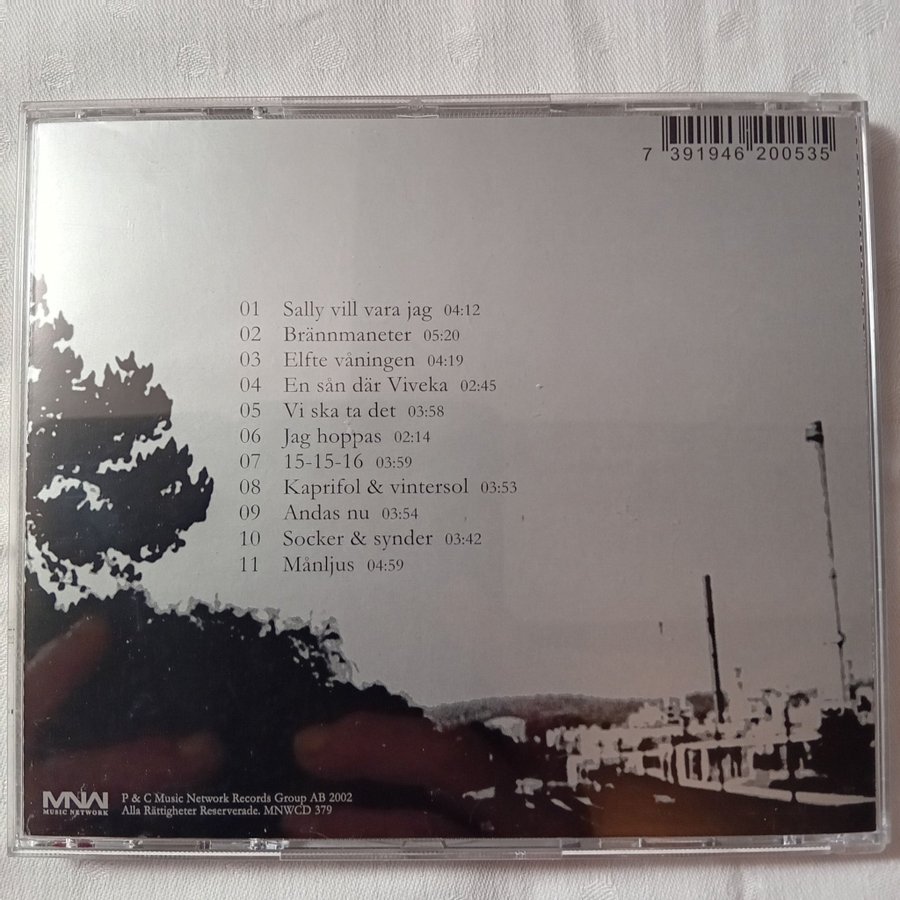 7 391946 200535
01 Sally vill vara jag 04:12
02 Brännmaneter 05:20
03 Elfte våningen 04:19
04 En sån där Viveka 02:45
05 Vi ska ta det 03:58
06 Jag hoppas 02:14
07 15-15-16 03:59
08 Kaprifol & vintersol 03:53
09 Andas nu 03:54
10 Socker & synder 03:42
11 Månljus 04:59
MNW
MUSIC NETWORK
P & C Music Network Records Group AB 2002
Alla Rättigheter Reserverade. MNWCD 379